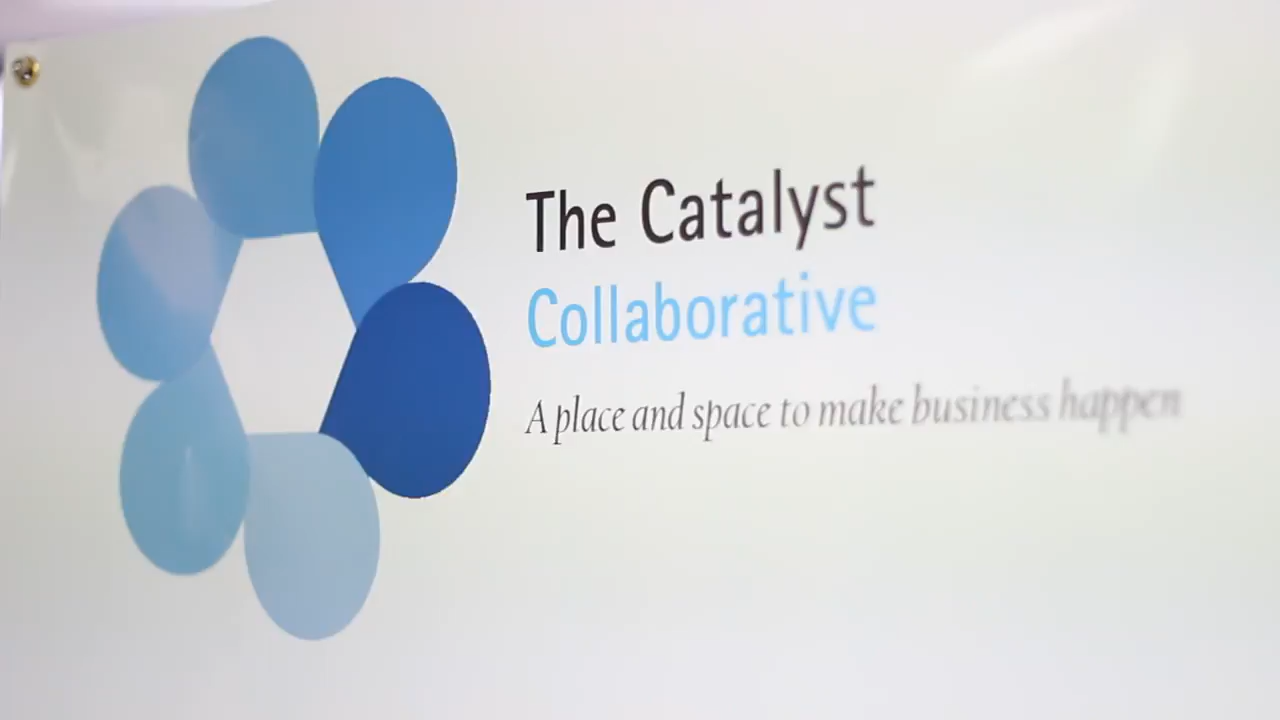 The Catalyst
Collaborative
A place and space to make business happen